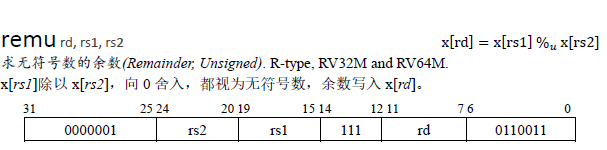 remu rd, rs1, rs2 x[rd] = x[rs1] %u x[rs2]
求无符号数的余数(Remainder, Unsigned). R-type, RV32M and RV64M.
x[rs1]除以 x[rs2]，向 0 舍入，都视为无符号数，余数写入 x[rd]。
31 25 24 20 19 15 14 12 11 7 6 0
0000001 rs2 rs1 111 rd 0110011